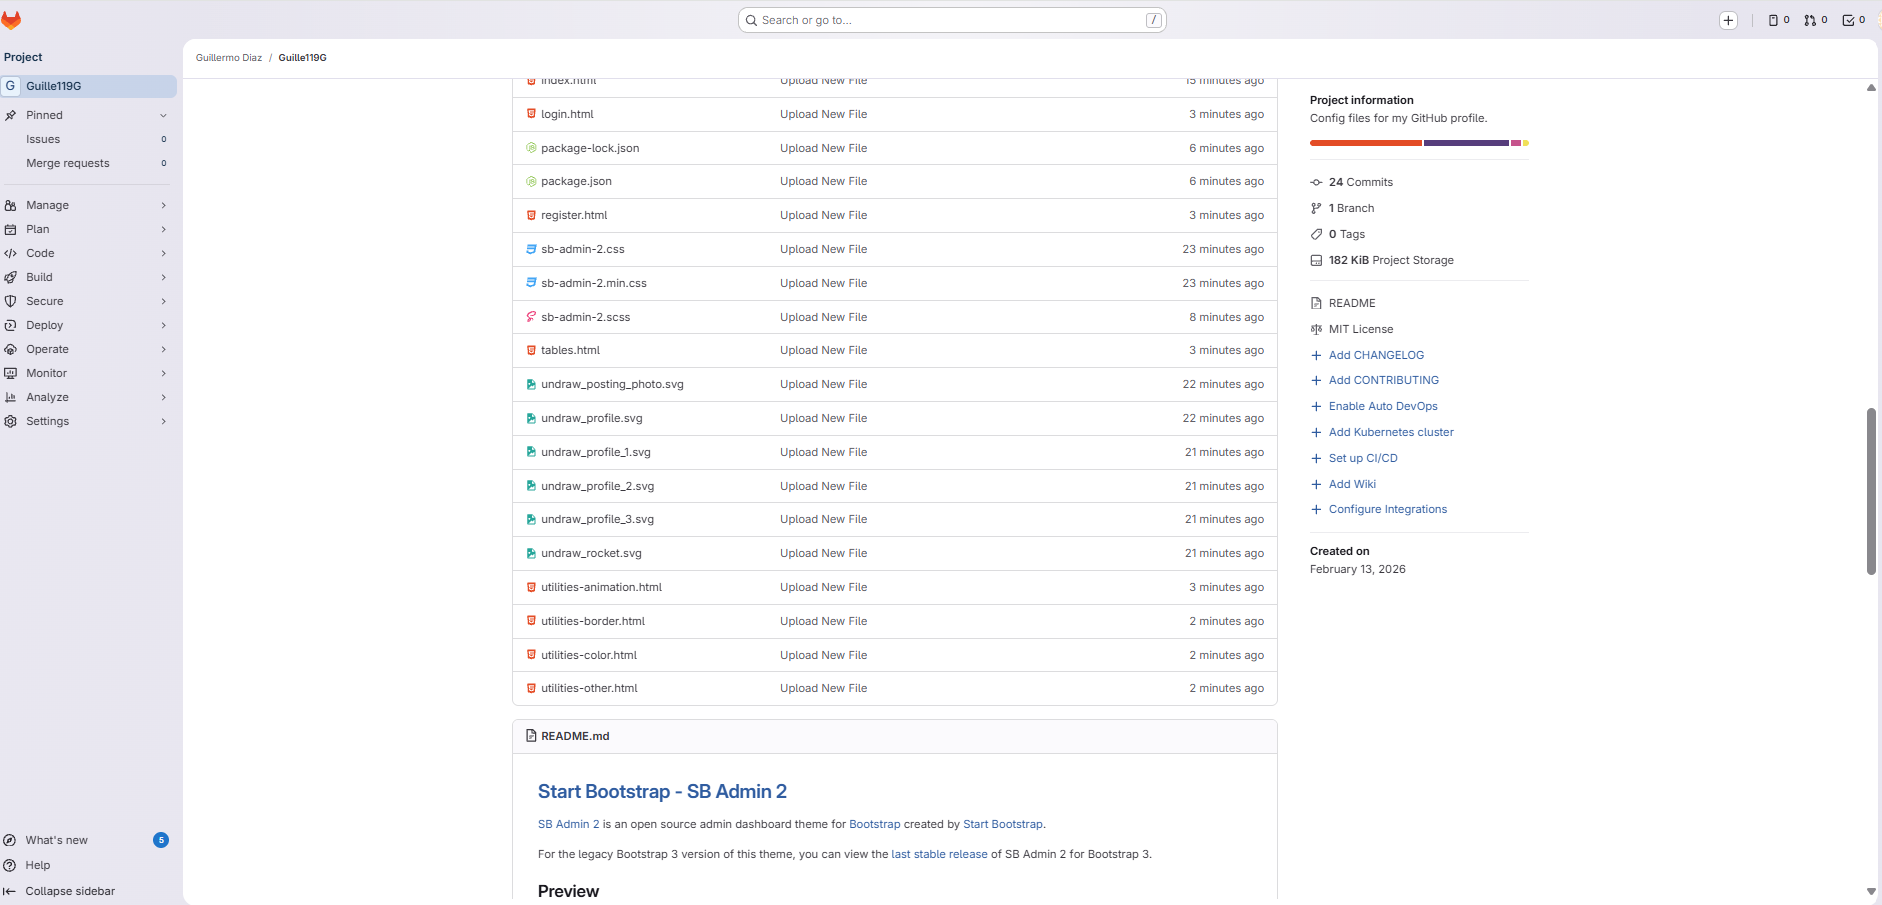 Search or go to...
/
0
0
0
Project
G Guille119G
Pinned
Issues 0
Merge requests 0
Manage
Plan
Code
Build
Secure
Deploy
Operate
Monitor
Analyze
Settings
What's new 5
Help
Collapse sidebar
Guillermo Diaz / Guille119G
index.html Upload New File 15 minutes ago
login.html Upload New File 3 minutes ago
package-lock.json Upload New File 6 minutes ago
package.json Upload New File 6 minutes ago
register.html Upload New File 3 minutes ago
sb-admin-2.css Upload New File 23 minutes ago
sb-admin-2.min.css Upload New File 23 minutes ago
sb-admin-2.scss Upload New File 8 minutes ago
tables.html Upload New File 3 minutes ago
undraw_posting_photo.svg Upload New File 22 minutes ago
undraw_profile.svg Upload New File 22 minutes ago
undraw_profile_1.svg Upload New File 21 minutes ago
undraw_profile_2.svg Upload New File 21 minutes ago
undraw_profile_3.svg Upload New File 21 minutes ago
undraw_rocket.svg Upload New File 21 minutes ago
utilities-animation.html Upload New File 3 minutes ago
utilities-border.html Upload New File 2 minutes ago
utilities-color.html Upload New File 2 minutes ago
utilities-other.html Upload New File 2 minutes ago
README.md
Start Bootstrap - SB Admin 2
SB Admin 2 is an open source admin dashboard theme for Bootstrap created by Start Bootstrap.
For the legacy Bootstrap 3 version of this theme, you can view the last stable release of SB Admin 2 for Bootstrap 3.
Preview
Project information
Config files for my GitHub profile.
24 Commits
1 Branch
0 Tags
182 KiB Project Storage
README
MIT License
Add CHANGELOG
Add CONTRIBUTING
Enable Auto DevOps
Add Kubernetes cluster
Set up CI/CD
Add Wiki
Configure Integrations
Created on
February 13, 2026